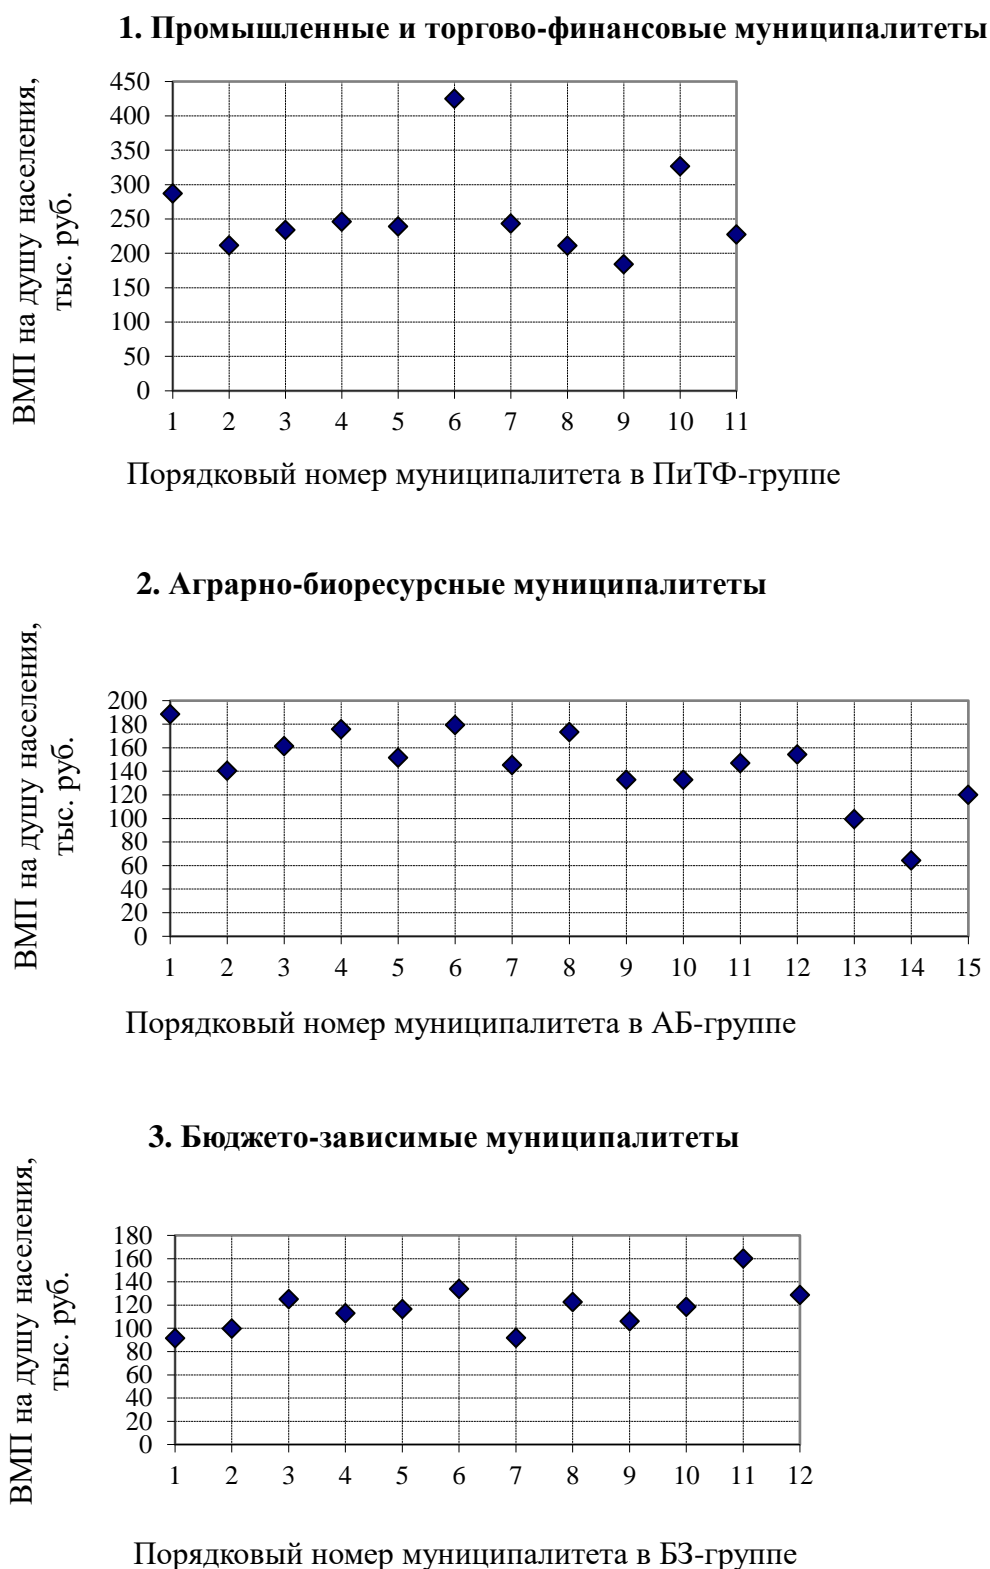 1. Промышленные и торгово-финансовые муниципалитеты
ВМП на душу населения,
тыс. руб.
450
400
350
300
250
200
150
100
50
0
1 2 3 4 5 6 7 8 9 10 11
Порядковый номер муниципалитета в ПиТФ-группе
2. Аграрно-биоресурсные муниципалитеты
ВМП на душу населения,
тыс. руб.
200
180
160
140
120
100
80
60
40
20
0
1 2 3 4 5 6 7 8 9 10 11 12 13 14 15
Порядковый номер муниципалитета в АБ-группе
3. Бюджето-зависимые муниципалитеты
ВМП на душу населения,
тыс. руб.
180
160
140
120
100
80
60
40
20
0
1 2 3 4 5 6 7 8 9 10 11 12
Порядковый номер муниципалитета в БЗ-группе